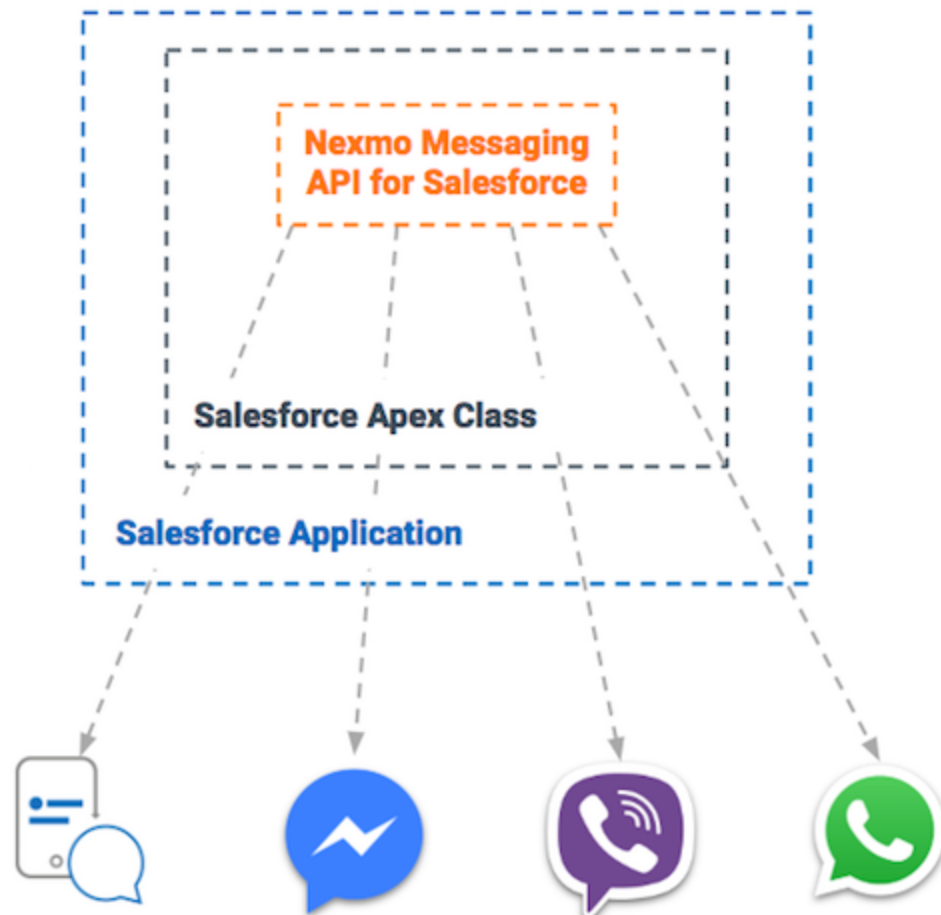 Nexmo Messaging
API for Salesforce
Salesforce Apex Class
Salesforce Application